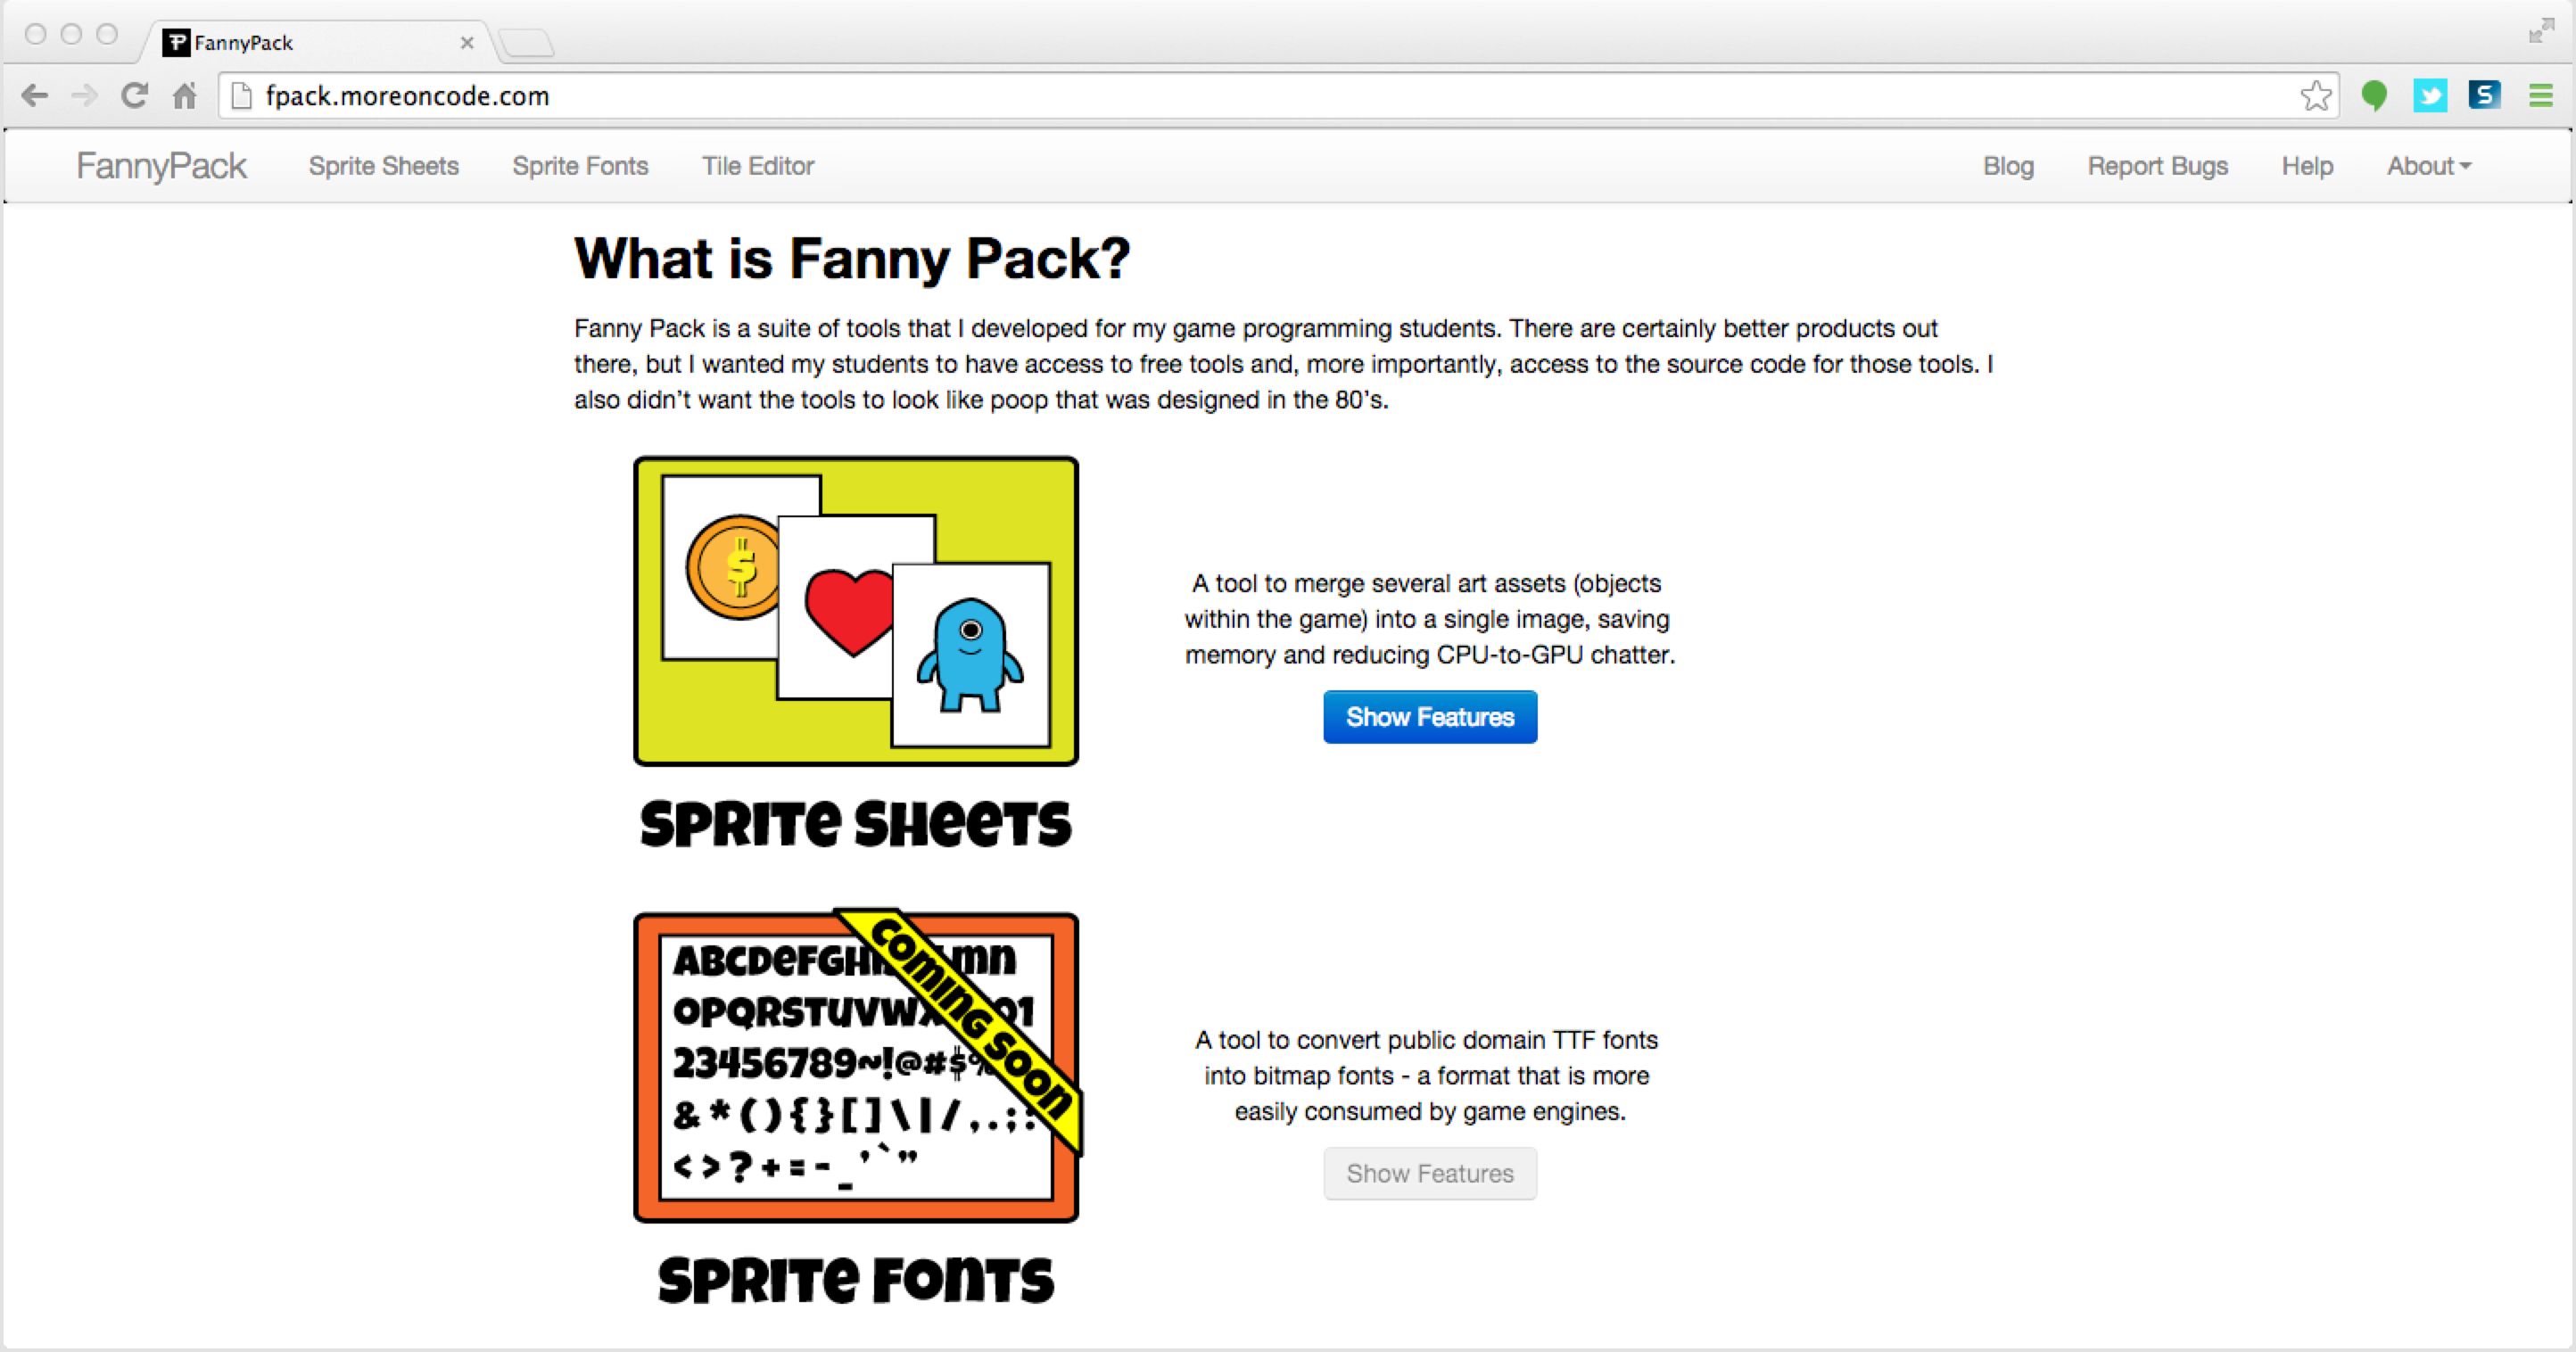 FannyPack
fpack.moreoncode.com
FannyPack Sprite Sheets Sprite Fonts Tile Editor Blog Report Bugs Help About
What is Fanny Pack?
Fanny Pack is a suite of tools that I developed for my game programming students. There are certainly better products out
there, but I wanted my students to have access to free tools and, more importantly, access to the source code for those tools. I
also didn't want the tools to look like poop that was designed in the 80's.
$
A tool to merge several art assets (objects
within the game) into a single image, saving
memory and reducing CPU-to-GPU chatter.
Show Features
SPRITe SHeeTS
COMING SOON
ABCDeFGH mn
OPQRSTUVW 01
23456789~!@#$%
& * ( ) { } [ ] \ | / , . ; :
< > ? + = - _ ' ` "
A tool to convert public domain TTF fonts
into bitmap fonts - a format that is more
easily consumed by game engines.
Show Features
SPRITe FonTS